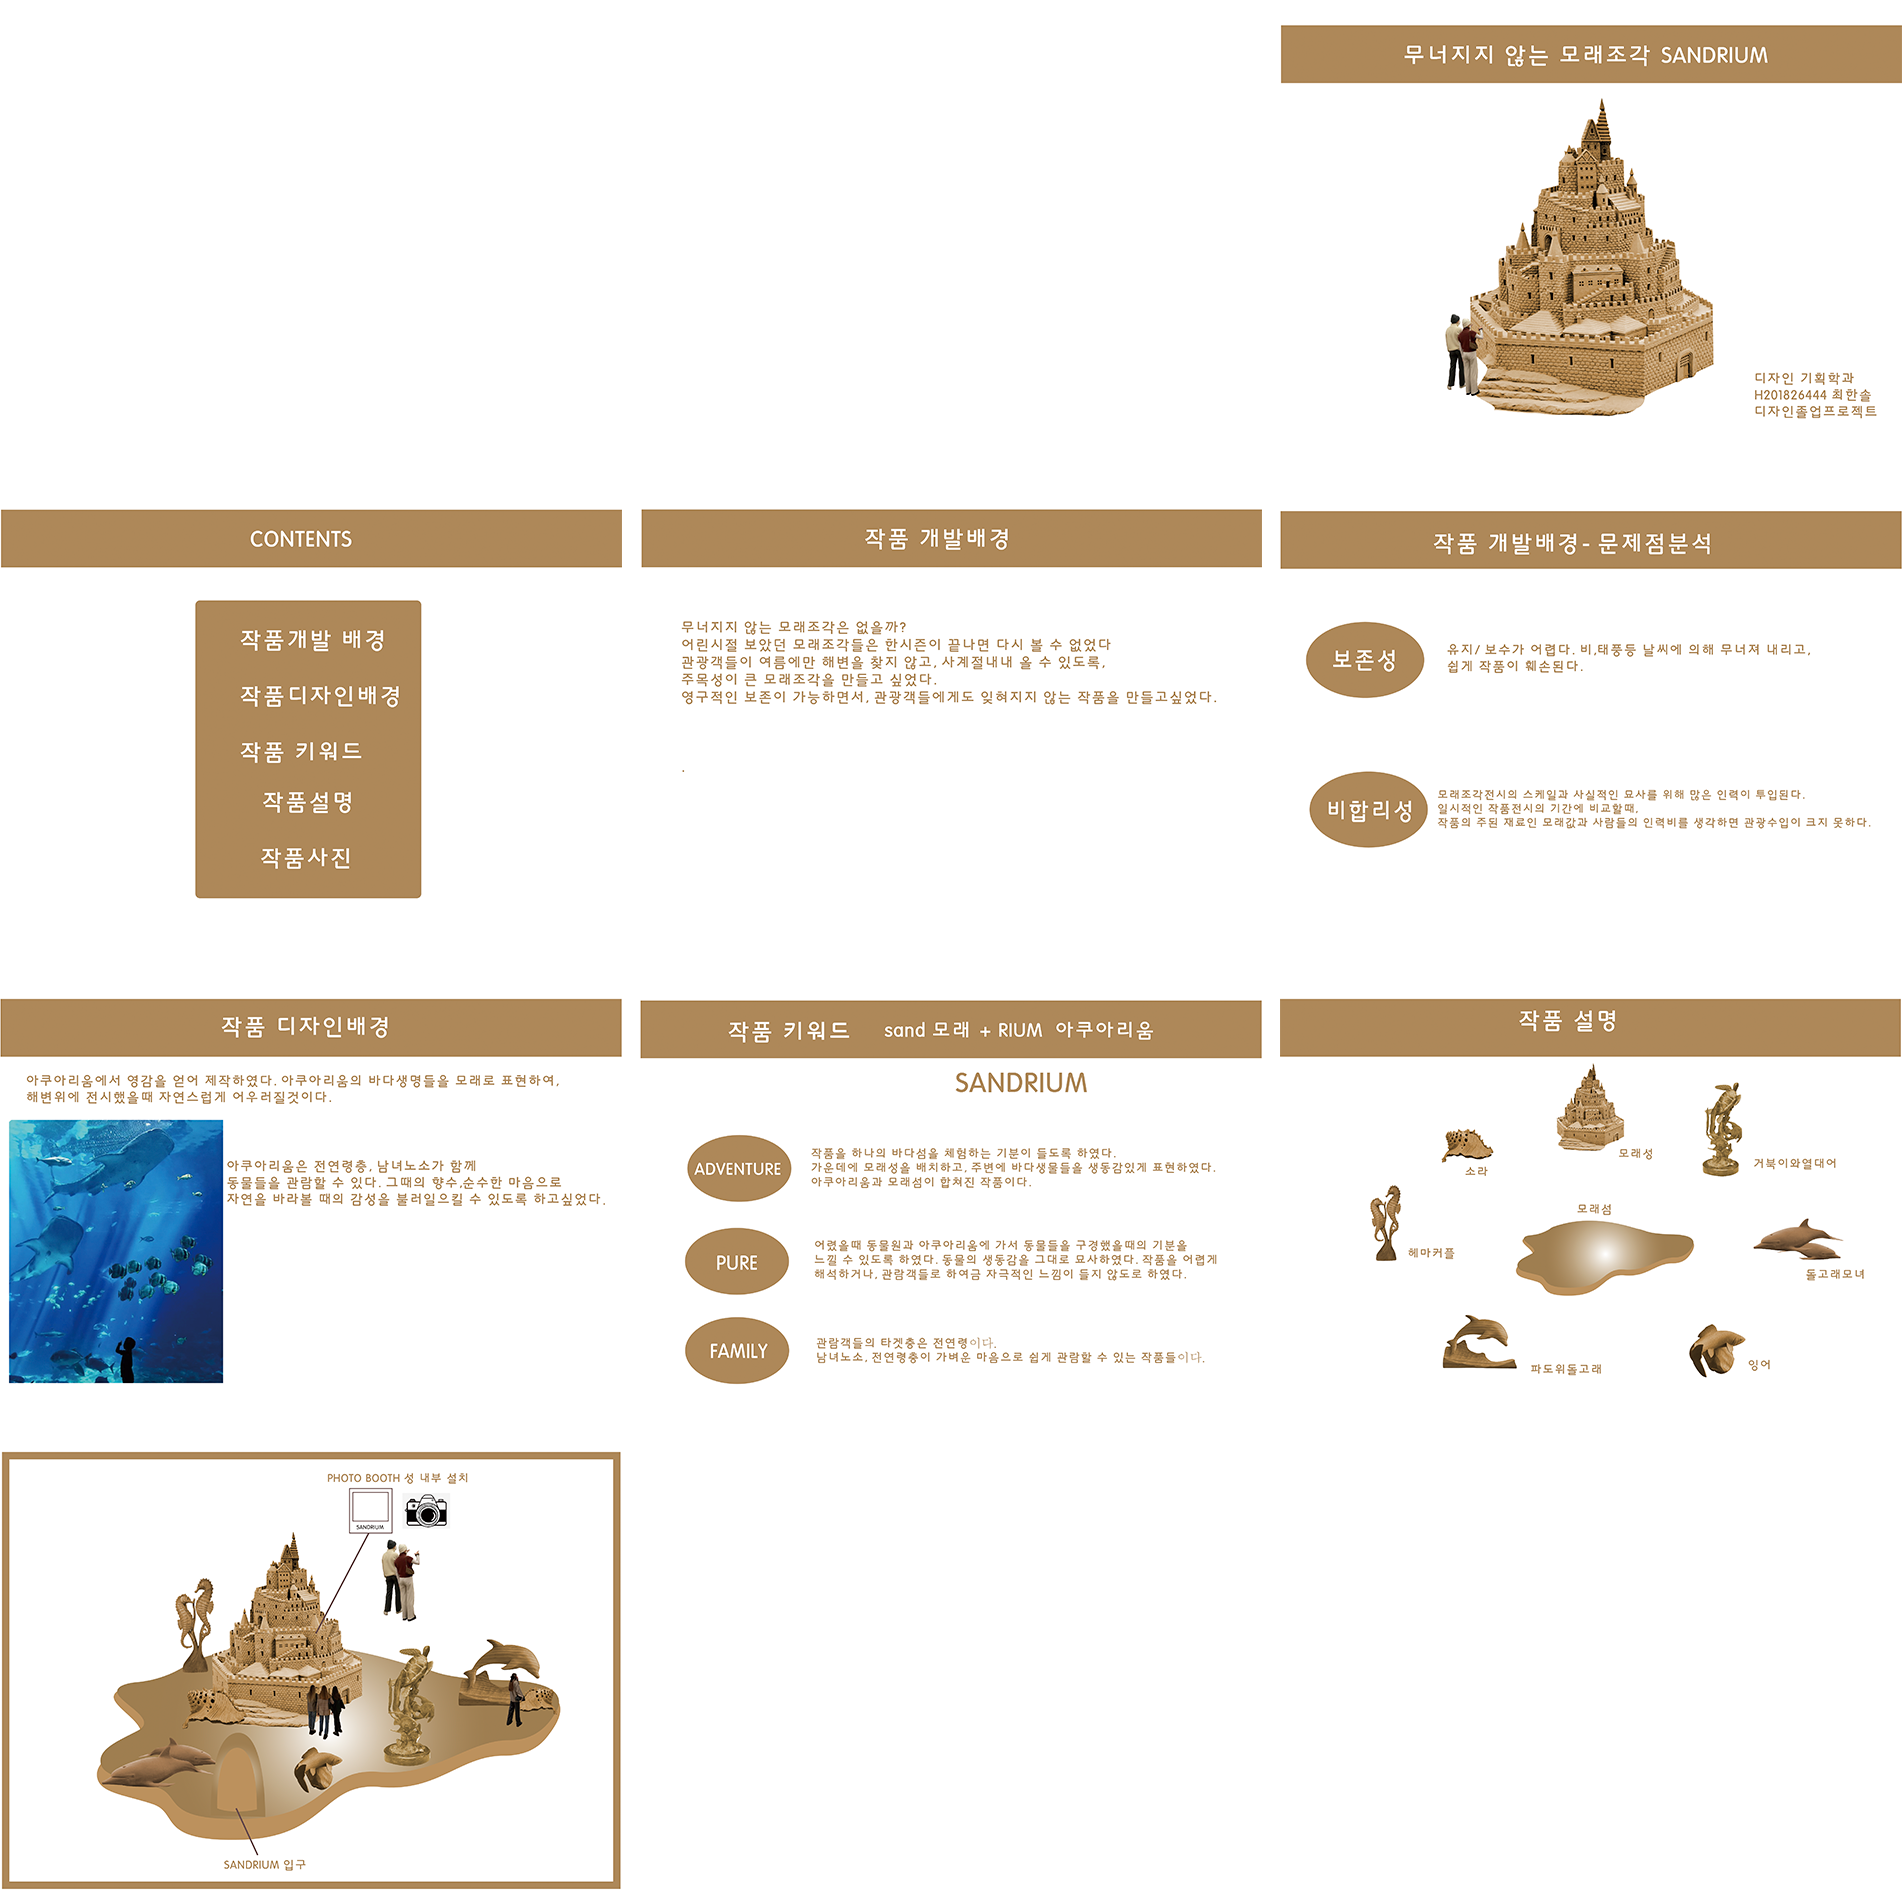 무너지지 않는 모래조각 SANDRIUM
디자인 기획학과
H201826444 최한솔
디자인졸업프로젝트
CONTENTS
작품개발 배경
작품디자인배경
작품 키워드
작품설명
작품사진
작품 개발배경
무너지지 않는 모래조각은 없을까?
어린시절 보았던 모래조각들은 한시즌이 끝나면 다시 볼 수 없었다
관광객들이 여름에만 해변을 찾지 않고, 사계절내내 올 수 있도록,
주목성이 큰 모래조각을 만들고 싶었다.
영구적인 보존이 가능하면서, 관광객들에게도 잊혀지지 않는 작품을 만들고싶었다.
.
작품 개발배경- 문제점분석
보존성
유지/ 보수가 어렵다. 비,태풍등 날씨에 의해 무너져 내리고,
쉽게 작품이 훼손된다.
비합리성
모래조각전시의 스케일과 사실적인 묘사를 위해 많은 인력이 투입된다.
일시적인 작품전시의 기간에 비교할때,
작품의 주된 재료인 모래값과 사람들의 인력비를 생각하면 관광수입이 크지 못하다.
작품 디자인배경
아쿠아리움에서 영감을 얻어 제작하였다. 아쿠아리움의 바다생명들을 모래로 표현하여,
해변위에 전시했을때 자연스럽게 어우러질것이다.
아쿠아리움은 전연령층, 남녀노소가 함께
동물들을 관람할 수 있다. 그때의 향수,순수한 마음으로
자연을 바라볼 때의 감성을 불러일으킬 수 있도록 하고싶었다.
작품 키워드 sand 모래 + RIUM 아쿠아리움
SANDRIUM
ADVENTURE
작품을 하나의 바다섬을 체험하는 기분이 들도록 하였다.
가운데에 모래성을 배치하고, 주변에 바다생물들을 생동감있게 표현하였다.
아쿠아리움과 모래섬이 합쳐진 작품이다.
PURE
어렸을때 동물원과 아쿠아리움에 가서 동물들을 구경했을때의 기분을
느낄 수 있도록 하였다. 동물의 생동감을 그대로 묘사하였다. 작품을 어렵게
해석하거나, 관람객들로 하여금 자극적인 느낌이 들지 않도로 하였다.
FAMILY
관람객들의 타겟층은 전연령이다.
남녀노소, 전연령층이 가벼운 마음으로 쉽게 관람할 수 있는 작품들이다.
작품 설명
모래성
소라
거북이와열대어
모래섬
헤마커플
돌고래모녀
파도위돌고래
잉어
PHOTO BOOTH 성 내부 설치
SANDRIUM
SANDRIUM 입구